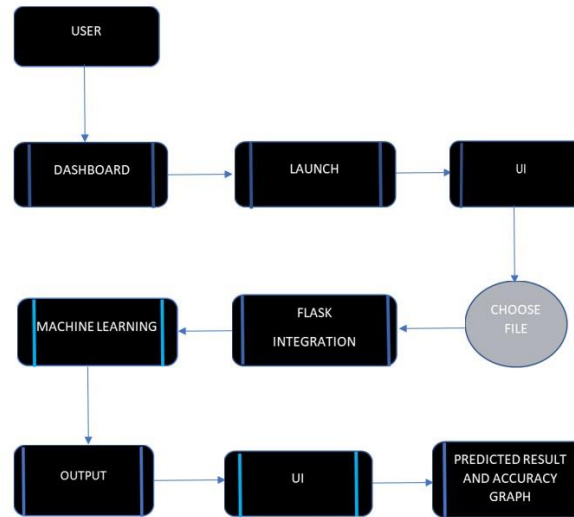 USER
DASHBOARD
LAUNCH
UI
CHOOSE
FILE
FLASK
INTEGRATION
MACHINE LEARNING
OUTPUT
UI
PREDICTED RESULT
AND ACCURACY
GRAPH